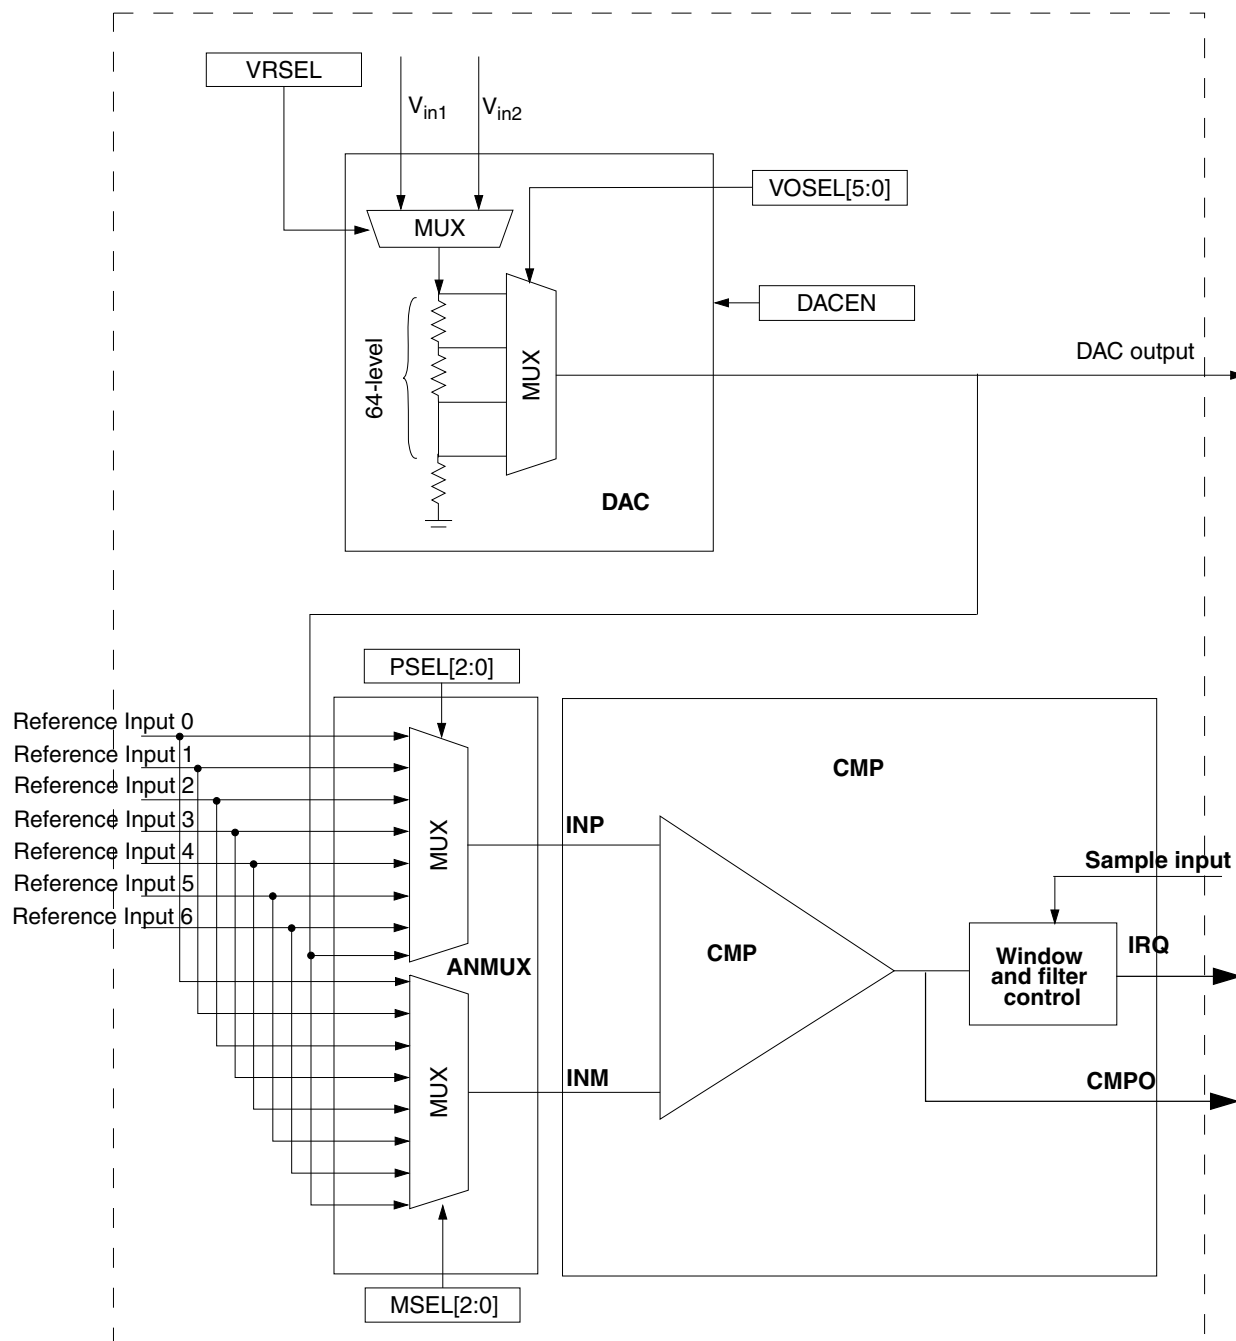 VRSEL
Vin1
Vin2
VOSEL[5:0]
MUX
DACEN
64-level
MUX
DAC output
DAC
PSEL[2:0]
Reference Input 0
Reference Input 1
Reference Input 2
Reference Input 3
Reference Input 4
Reference Input 5
Reference Input 6
MUX
ANMUX
MUX
MSEL[2:0]
CMP
INP
INM
CMP
Sample input
Window
and filter
control
IRQ
CMPO